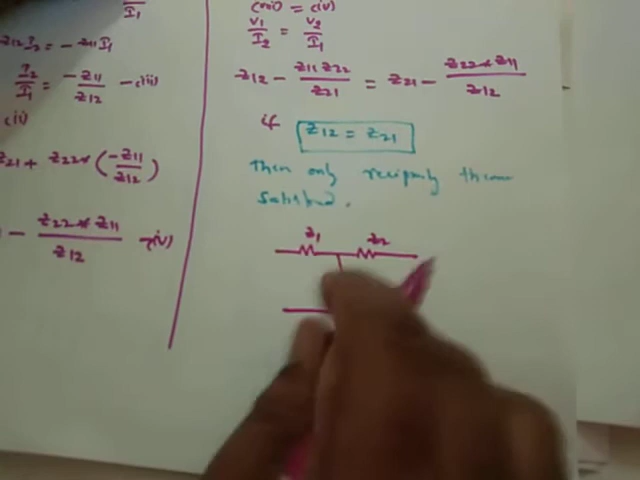 I1
Z12 I2 = - Z11 I1
I2/I1 = -Z11/Z12 - (iii)
(ii)
Z21 + Z22 * (-Z11/Z12)
- Z22 * Z11/Z12 - (iv)
(iii) = (iv)
V1/I2 = V2/I1
Z12 - Z11 Z22/Z21 = Z21 - Z22 * Z11/Z12
if Z12 = Z21
Then only
satisfied.
Z1 Z2